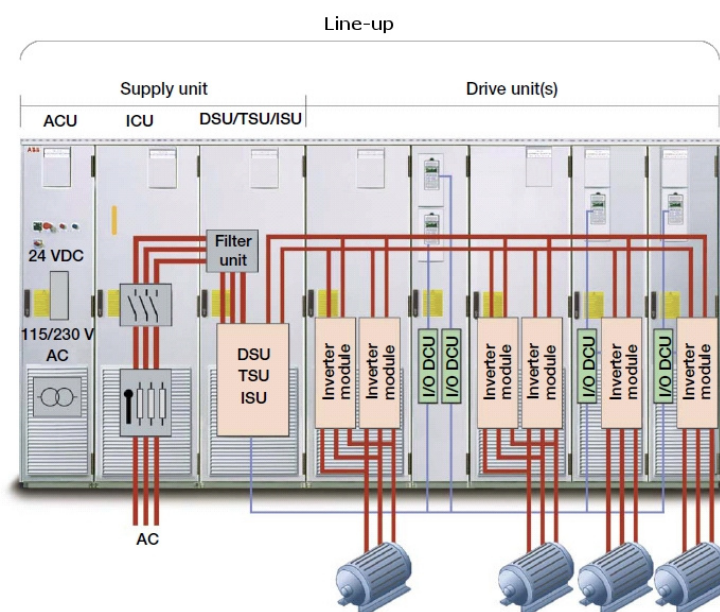 Line-up
Supply unit
Drive unit(s)
ACU
ICU
DSU/TSU/ISU
ABB
24 VDC
115/230 V
AC
Filter
unit
DSU
TSU
ISU
Inverter
module
Inverter
module
I/O DCU
I/O DCU
Inverter
module
Inverter
module
I/O DCU
Inverter
module
I/O DCU
Inverter
module
AC